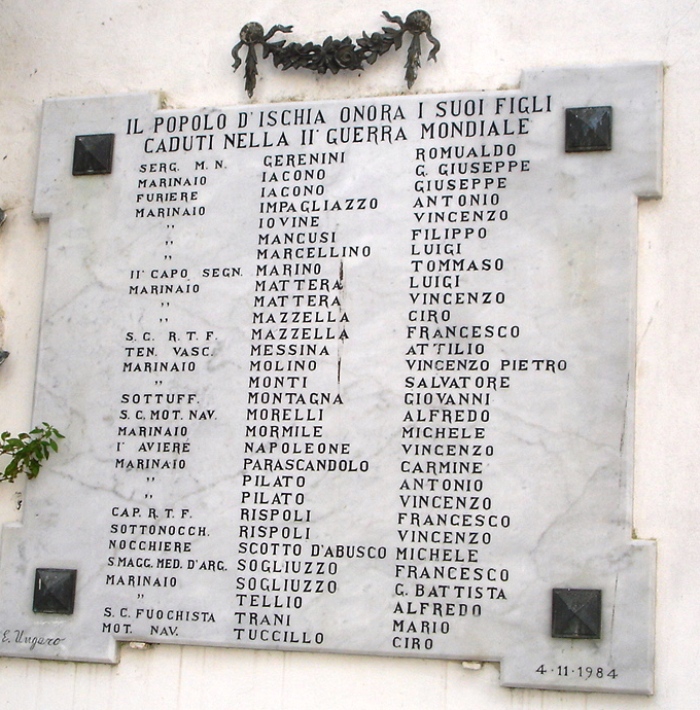 IL POPOLO D'ISCHIA ONORA I SUOI FIGLI
CADUTI NELLA II° GUERRA MONDIALE
SERG. M. N. GERENINI ROMUALDO
MARINAIO IACONO G. GIUSEPPE
FURIERE IACONO GIUSEPPE
MARINAIO IMPAGLIAZZO ANTONIO
,, IOVINE VINCENZO
,, MANCUSI FILIPPO
,, MARCELLINO LUIGI
II° CAPO SEGN. MARINO TOMMASO
MARINAIO MATTERA LUIGI
,, MATTERA VINCENZO
,, MAZZELLA CIRO
S. C. R. T. F. MAZZELLA FRANCESCO
TEN. VASC. MESSINA ATTILIO
MARINAIO MOLINO VINCENZO PIETRO
,, MONTI SALVATORE
SOTTUFF. MONTAGNA GIOVANNI
S. C. MOT. NAV. MORELLI ALFREDO
MARINAIO MORMILE MICHELE
I° AVIERE NAPOLEONE VINCENZO
MARINAIO PARASCANDOLO CARMINE
,, PILATO ANTONIO
,, PILATO VINCENZO
CAP. R. T. F. RISPOLI FRANCESCO
SOTTONOCCH. RISPOLI VINCENZO
NOCCHIERE SCOTTO D'ABUSCO MICHELE
SMAGG. MED. D'ARG. SOGLIUZZO FRANCESCO
MARINAIO SOGLIUZZO G. BATTISTA
,, TELLIO ALFREDO
S. C. FUOCHISTA TRANI MARIO
MOT. NAV. TUCCILLO CIRO
E. Ungaro
4·11·1984